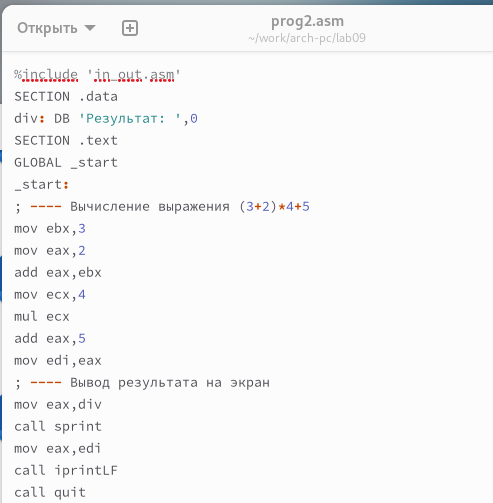 Открыть
prog2.asm
~/work/arch-pc/lab09
%include 'in_out.asm'
SECTION .data
div: DB 'Результат: ',0
SECTION .text
GLOBAL _start
_start:
; ---- Вычисление выражения (3+2)*4+5
mov ebx,3
mov eax,2
add eax,ebx
mov ecx,4
mul ecx
add eax,5
mov edi,eax
; ---- Вывод результата на экран
mov eax,div
call sprint
mov eax,edi
call iprintLF
call quit